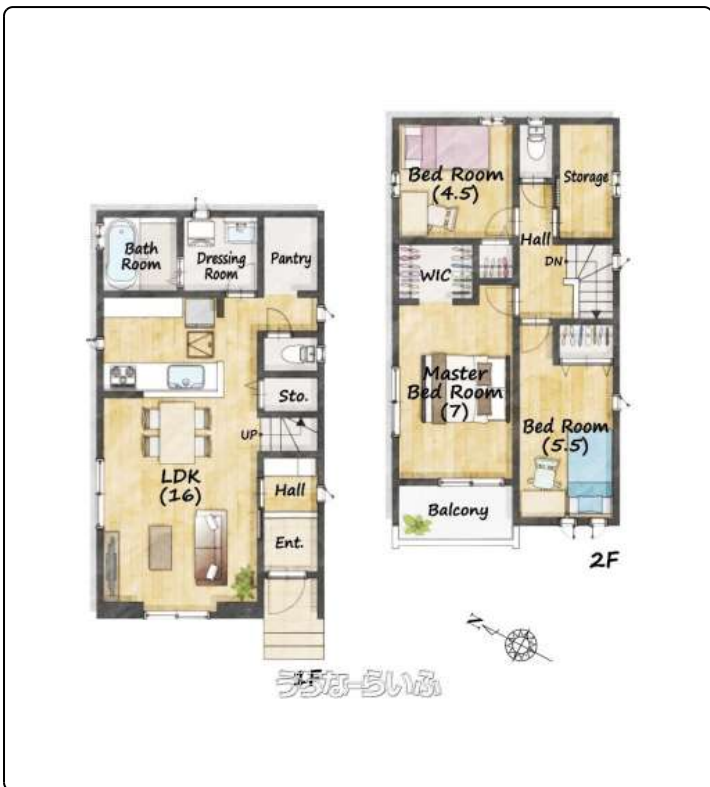 Bath
Room
Dressing
Room
Pantry
Sto.
UP
LDK
(16)
Hall
Ent.
1F
Bed Room
(4.5)
Storage
Hall
DN
WIC
Master
Bed Room
(7)
Bed Room
(5.5)
Balcony
2F
N
うちなーらいふ